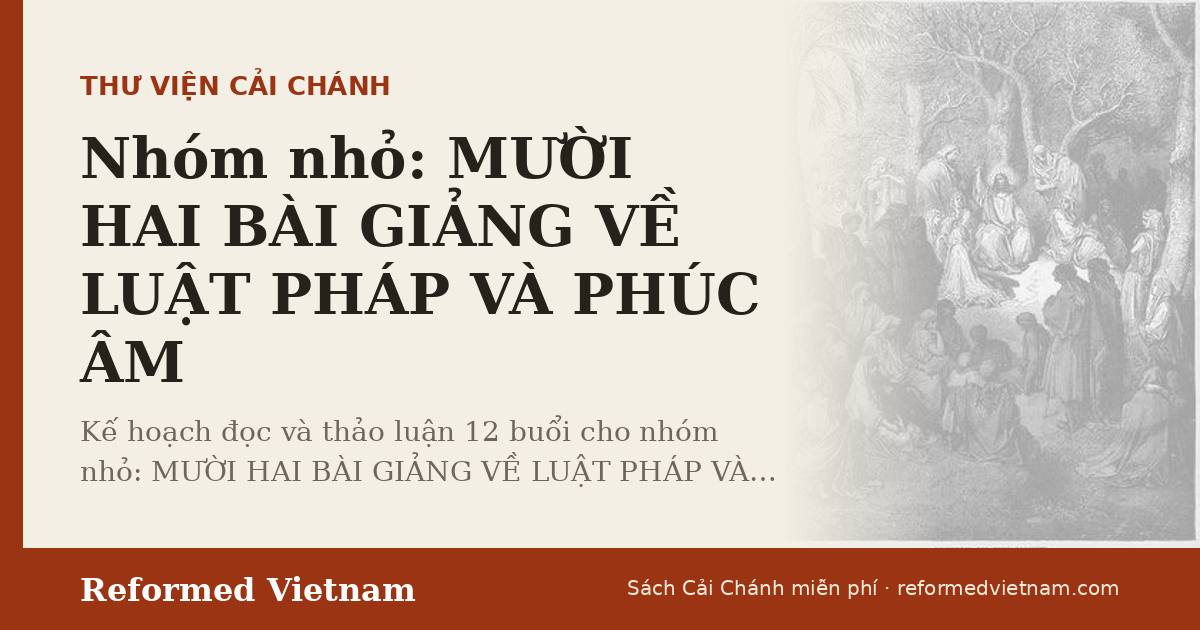 THƯ VIỆN CẢI CHÁNH
Nhóm nhỏ: MƯỜI
HAI BÀI GIẢNG VỀ
LUẬT PHÁP VÀ PHÚC
ÂM
Kế hoạch đọc và thảo luận 12 buổi cho nhóm
nhỏ: MƯỜI HAI BÀI GIẢNG VỀ LUẬT PHÁP VÀ...
Reformed Vietnam
Sách Cải Chánh miễn phí · reformedvietnam.com